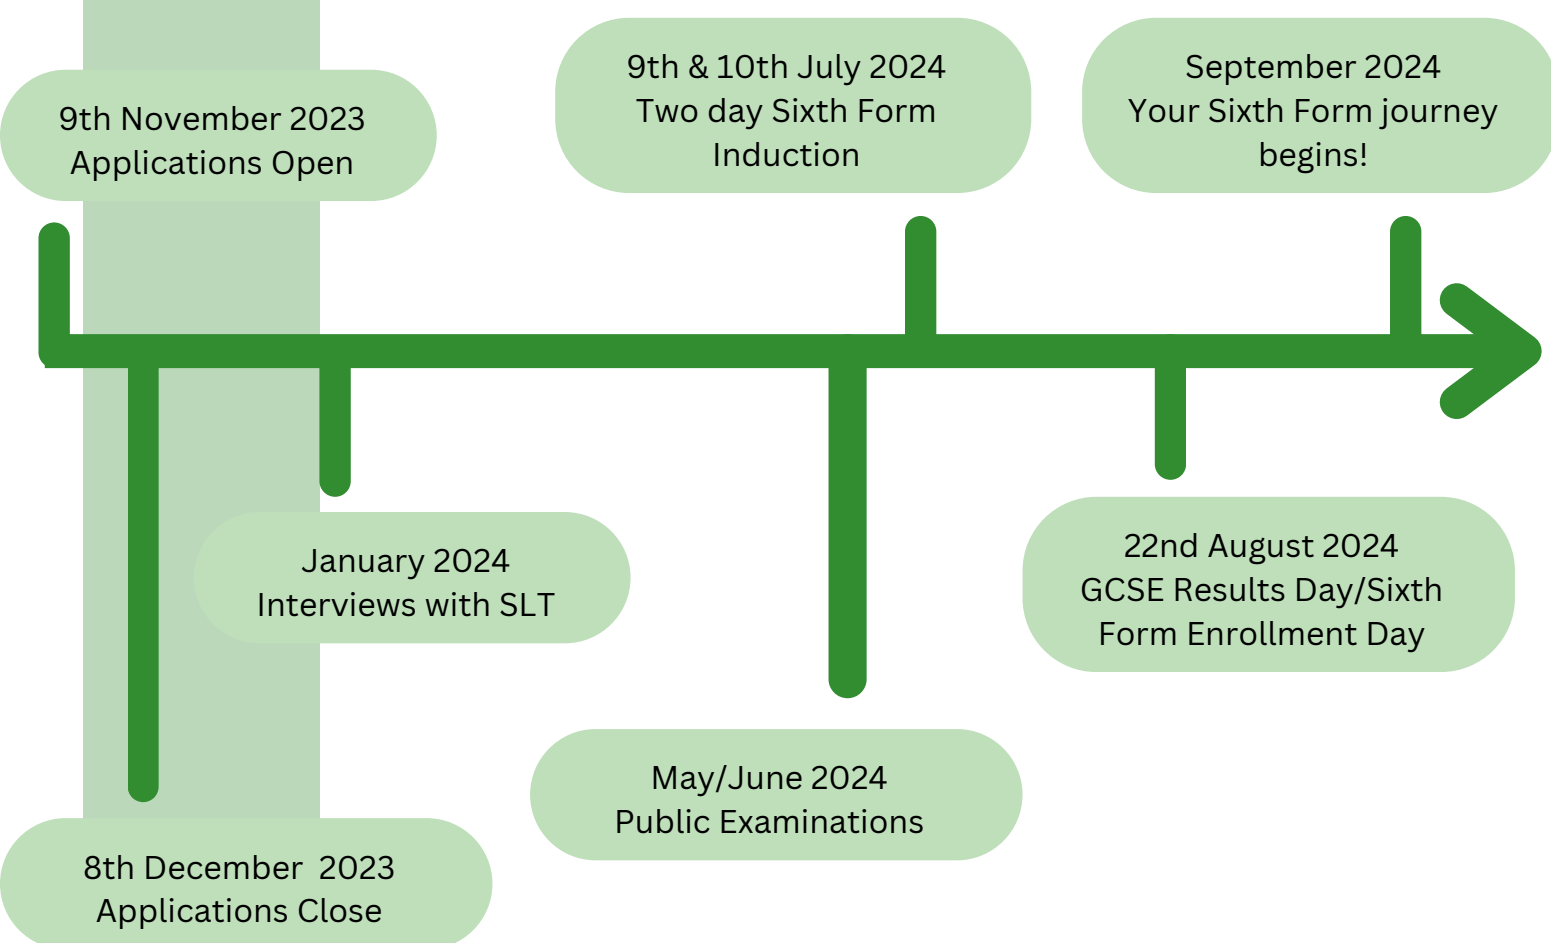 9th November 2023
Applications Open
9th & 10th July 2024
Two day Sixth Form
Induction
September 2024
Your Sixth Form journey
begins!
January 2024
Interviews with SLT
22nd August 2024
GCSE Results Day/Sixth
Form Enrollment Day
May/June 2024
Public Examinations
8th December  2023
Applications Close